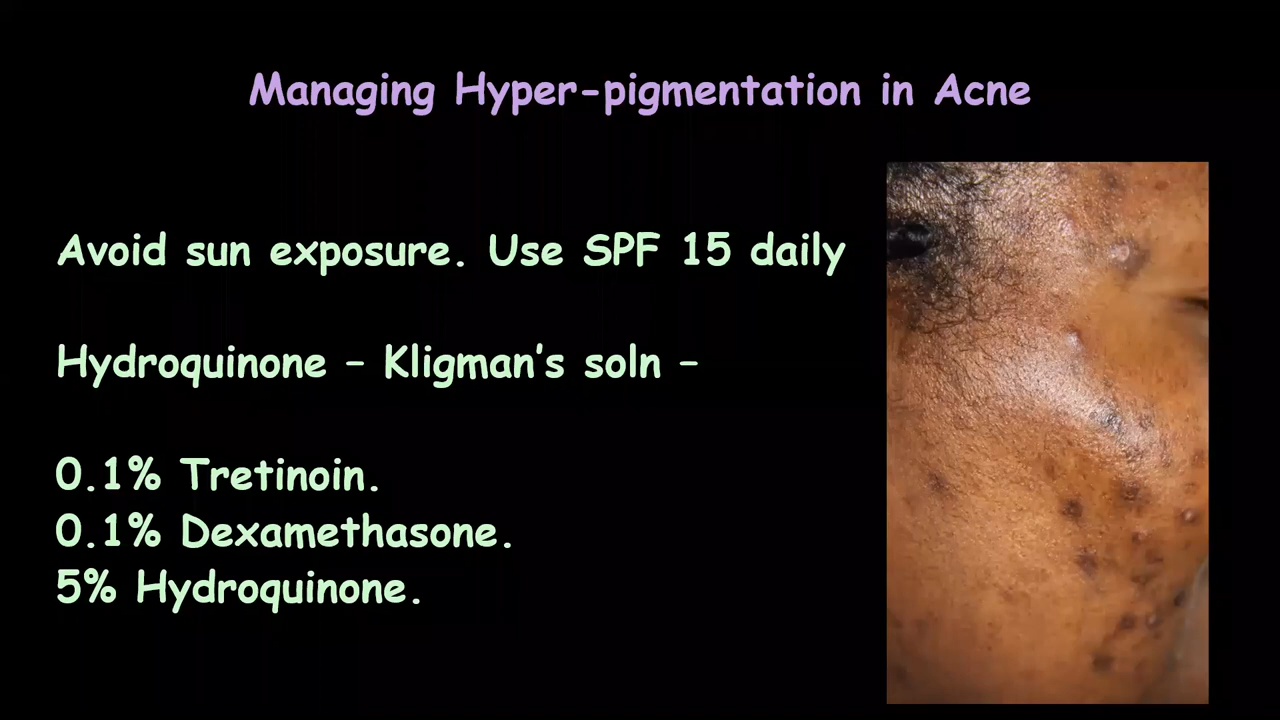 Managing Hyper-pigmentation in Acne
Avoid sun exposure. Use SPF 15 daily
Hydroquinone – Kligman's soln –
0.1% Tretinoin.
0.1% Dexamethasone.
5% Hydroquinone.